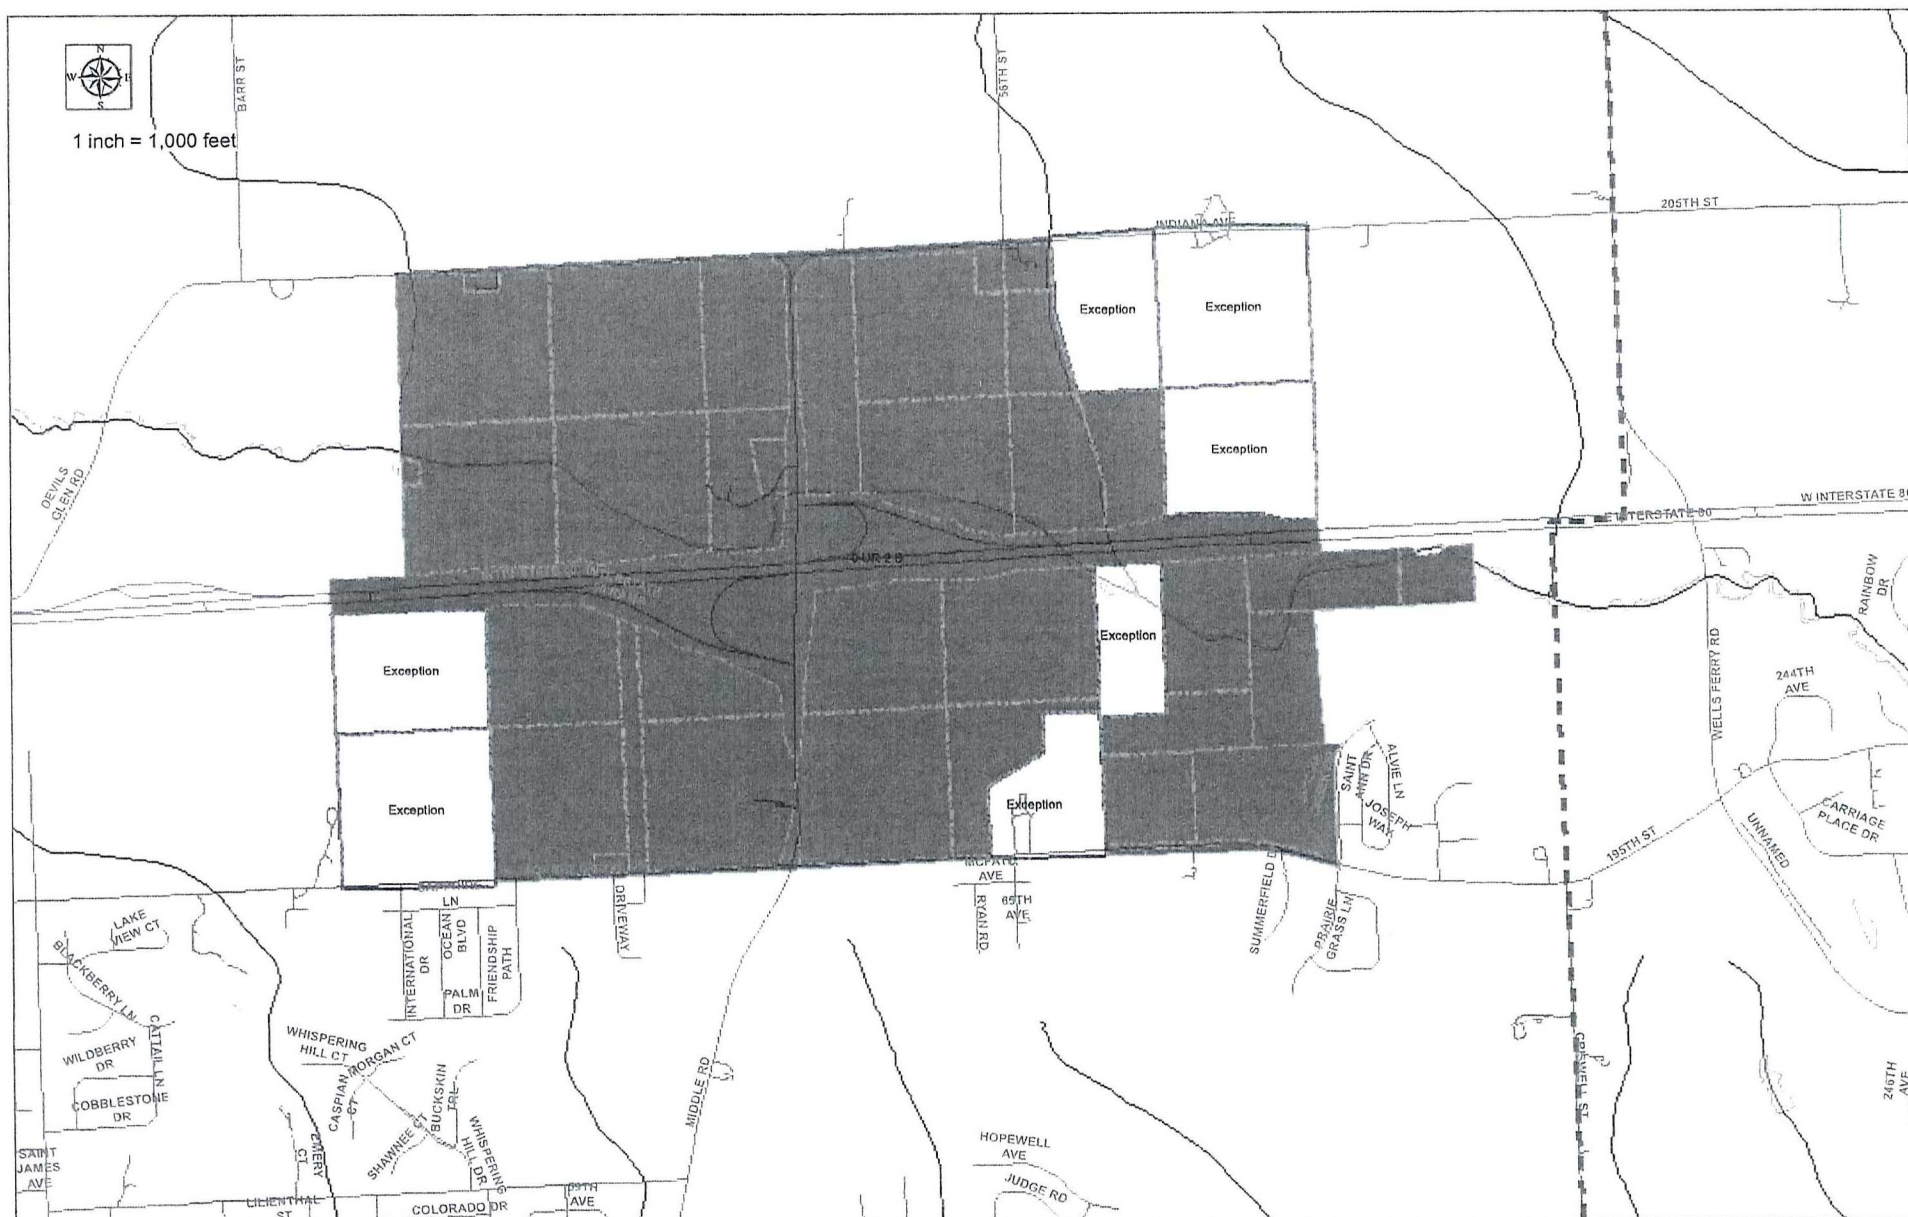 N
W E
S
1 inch = 1,000 feet
BARR ST
56TH ST
205TH ST
INDIANA AVE
Exception
Exception
Exception
DEVILS
GLEN RD
W INTERSTATE 80
E INTERSTATE 80
RAINBOW
DR
Exception
Exception
WELLS FERRY RD
244TH
AVE
SAINT
ANN DR
ALVIE LN
JOSEPH
WAY
Exception
Exception
CARRIAGE
PLACE DR
UNNAMED
195TH ST
AVE
LN
65TH
AVE
RYAN RD
DRIVEWAY
SUMMERFIELD D
PRAIRIE
GRASS LN
LAKE
VIEW CT
BLACKBERRY LN
INTERNATIONAL
DR
OCEAN
BLVD
FRIENDSHIP
PATH
PALM
DR
CATTAIL LN
WILDBERRY
DR
COBBLESTONE
DR
WHISPERING
HILL CT
MORGAN CT
CASPIAN
CT
BUCKSKIN
TRL
SHAWNEE CT
WHISPERING
HILL DR
MIDDLE RD
CRISWELL ST
246TH
AVE
SAINT
JAMES
AVE
EMERY
CT
LILIENTHAL
ST
COLORADO DR
59TH
AVE
HOPEWELL
AVE
JUDGE RD